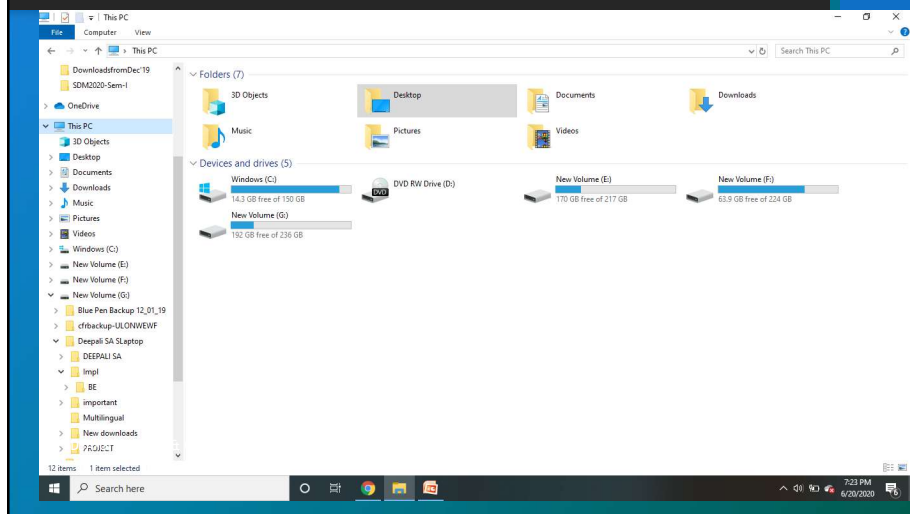 This PC
File Computer View
This PC
Search This PC
DownloadsfromDec'19
SDM2020-Sem-I
OneDrive
This PC
3D Objects
Desktop
Documents
Downloads
Music
Pictures
Videos
Windows (C:)
New Volume (E:)
New Volume (F:)
New Volume (G:)
Blue Pen Backup 12_01_19
cfrbackup-ULONWEWF
Deepali SA SLaptop
DEEPALI SA
Impl
BE
important
Multilingual
New downloads
PROJECT
Folders (7)
3D Objects
Desktop
Documents
Downloads
Music
Pictures
Videos
Devices and drives (5)
Windows (C:)
14.3 GB free of 150 GB
DVD
DVD RW Drive (D:)
New Volume (E:)
170 GB free of 217 GB
New Volume (F:)
63.9 GB free of 224 GB
New Volume (G:)
192 GB free of 236 GB
12 items 1 item selected
Search here
7:23 PM
6/20/2020
6